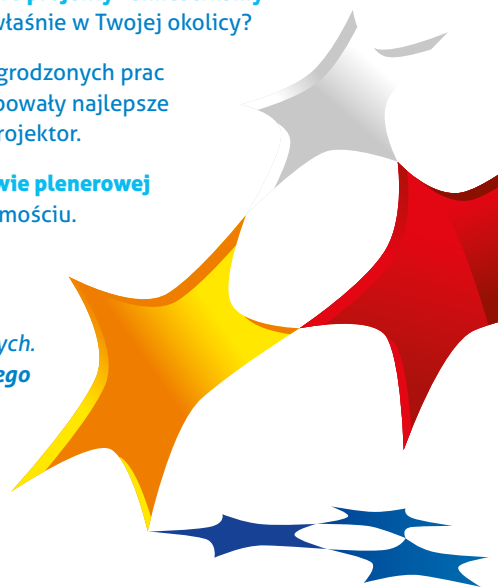 właśnie w Twojej okolicy?
grodzonych prac
powały najlepsze
rojektor.
wie plenerowej
mościu.
ych.
ego